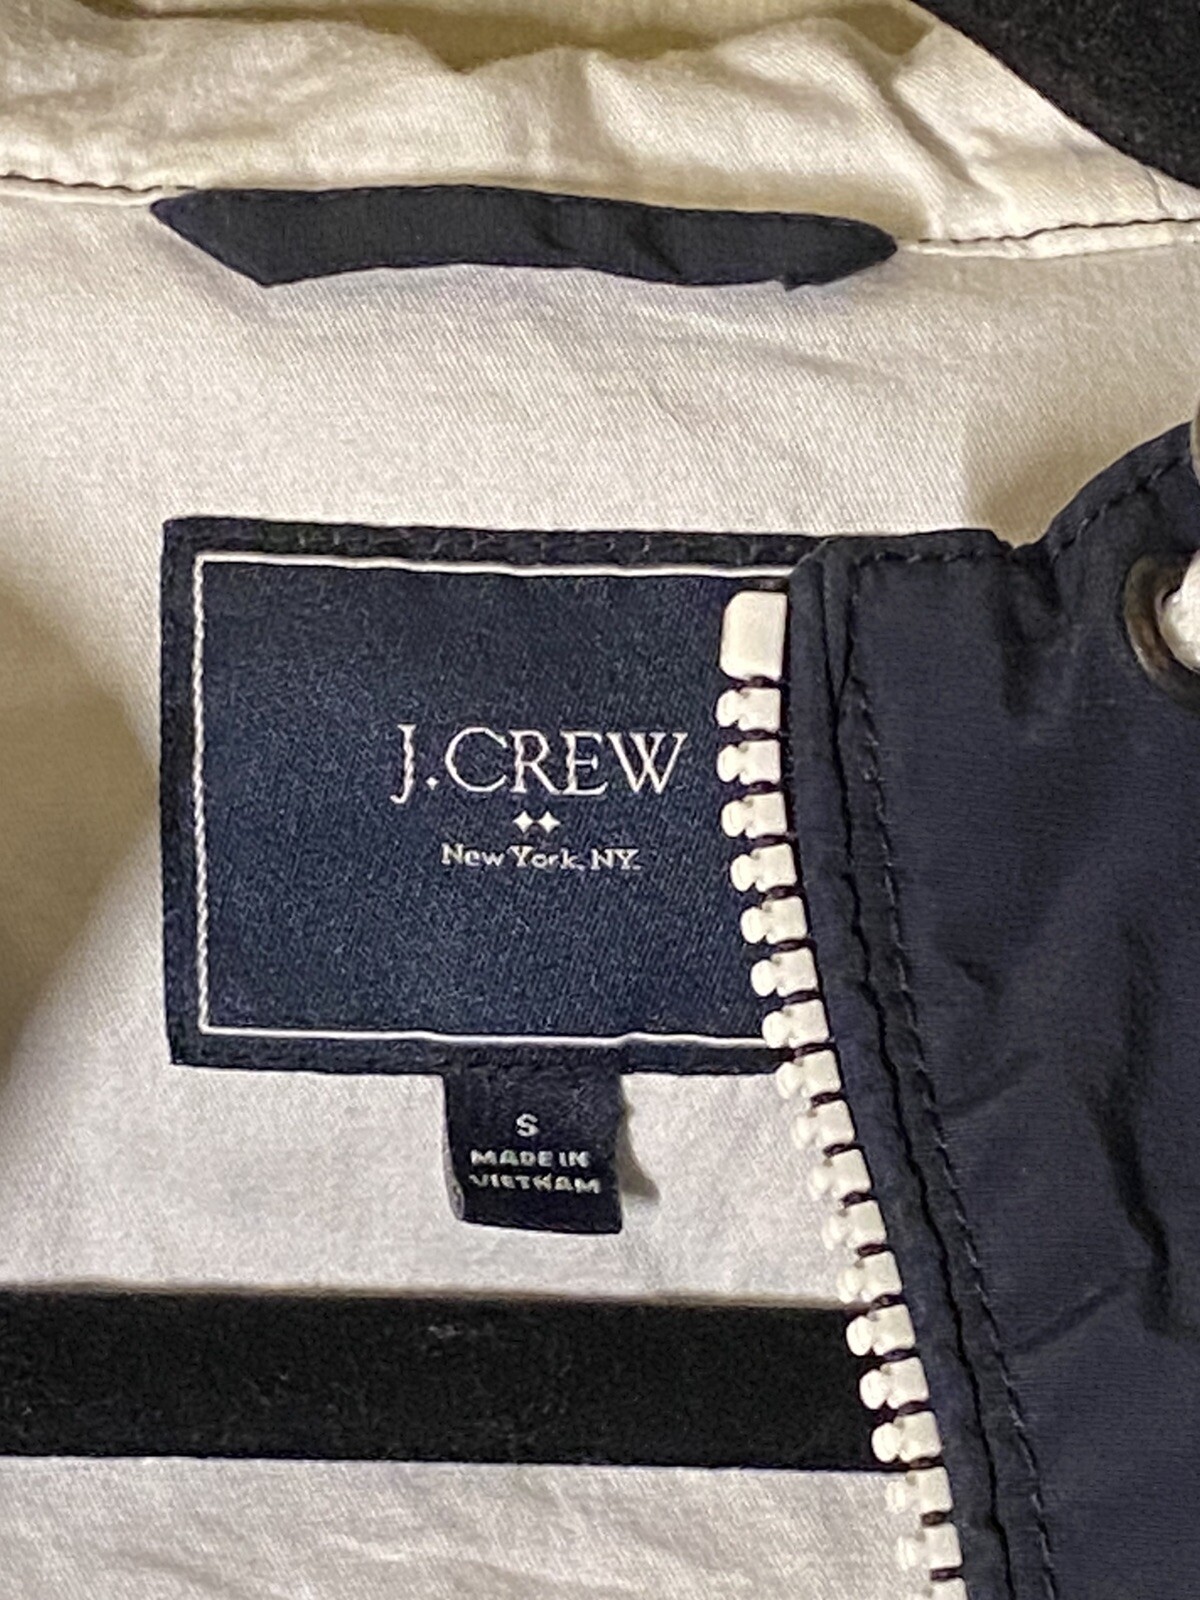 J.CREW
New York, NY.
S
MADE IN
VIETNAM